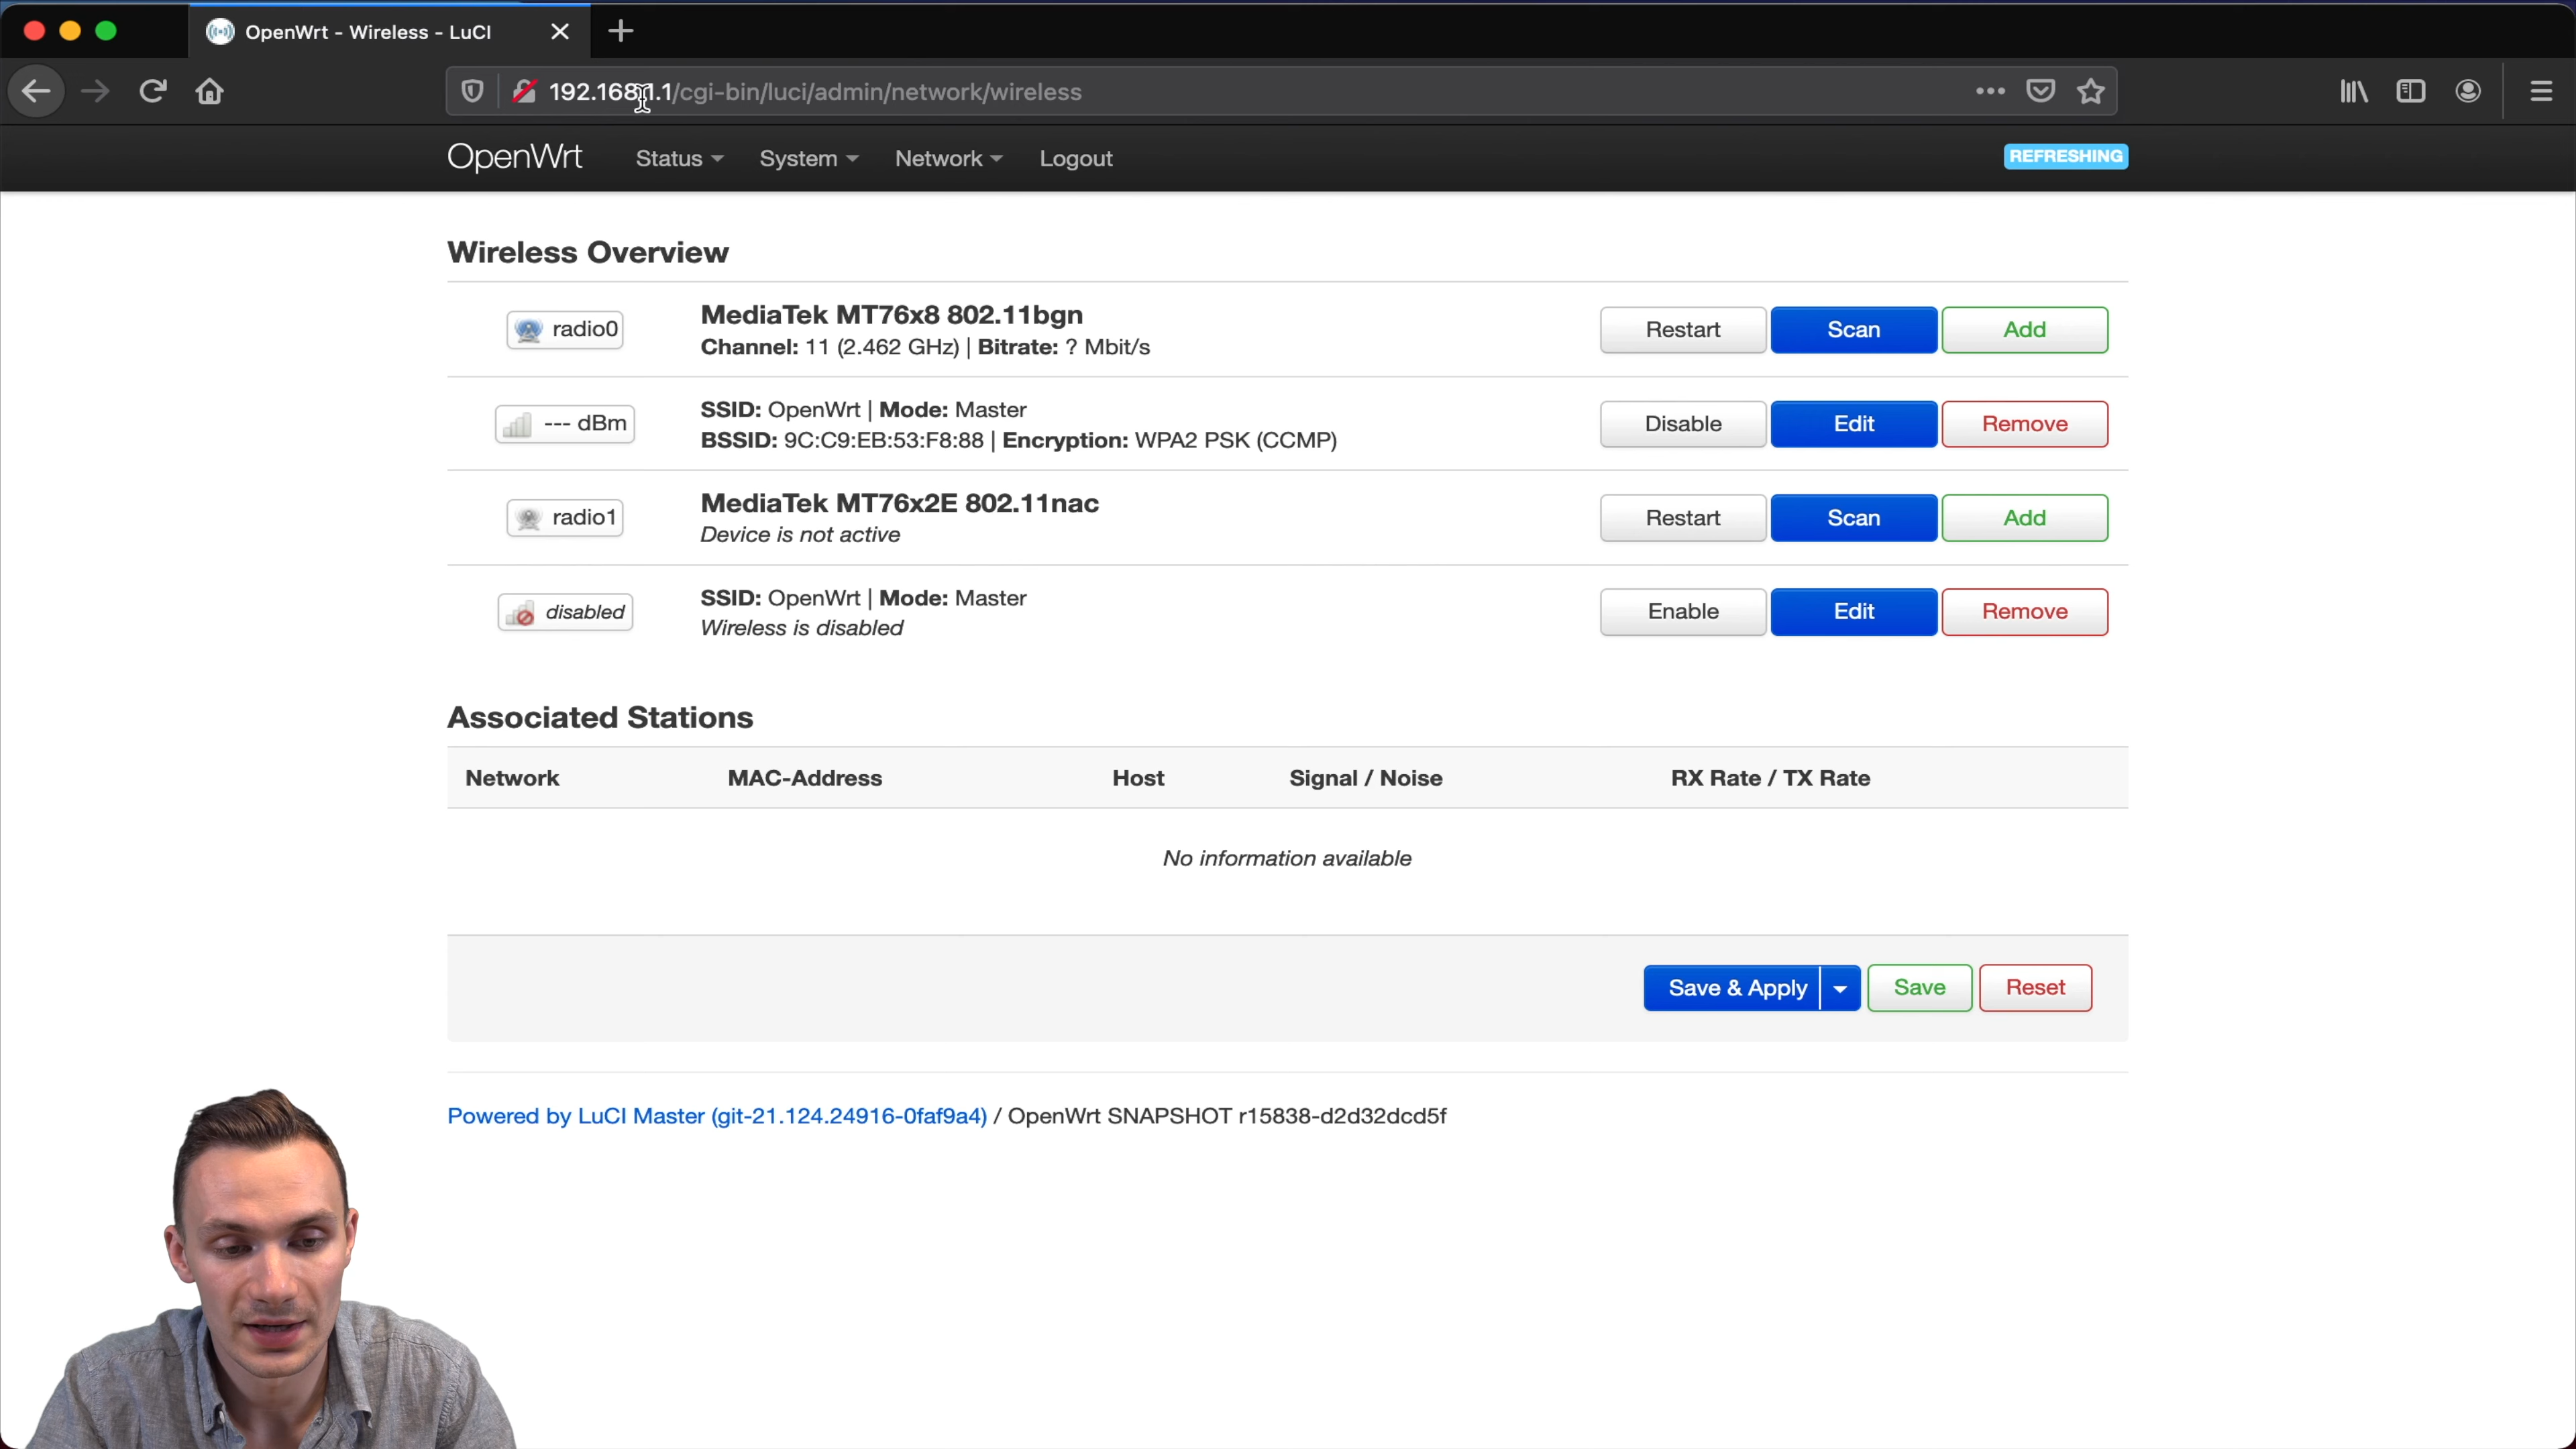 OpenWrt - Wireless - LuCI
192.168.1.1/cgi-bin/luci/admin/network/wireless
OpenWrt Status System Network Logout REFRESHING
Wireless Overview
radio0
MediaTek MT76x8 802.11bgn
Channel: 11 (2.462 GHz) | Bitrate: ? Mbit/s
Restart Scan Add
--- dBm
SSID: OpenWrt | Mode: Master
BSSID: 9C:C9:EB:53:F8:88 | Encryption: WPA2 PSK (CCMP)
Disable Edit Remove
radio1
MediaTek MT76x2E 802.11nac
Device is not active
Restart Scan Add
disabled
SSID: OpenWrt | Mode: Master
Wireless is disabled
Enable Edit Remove
Associated Stations
Network MAC-Address Host Signal / Noise RX Rate / TX Rate
No information available
Save & Apply Save Reset
Powered by LuCI Master (git-21.124.24916-0faf9a4) / OpenWrt SNAPSHOT r15838-d2d32dcd5f